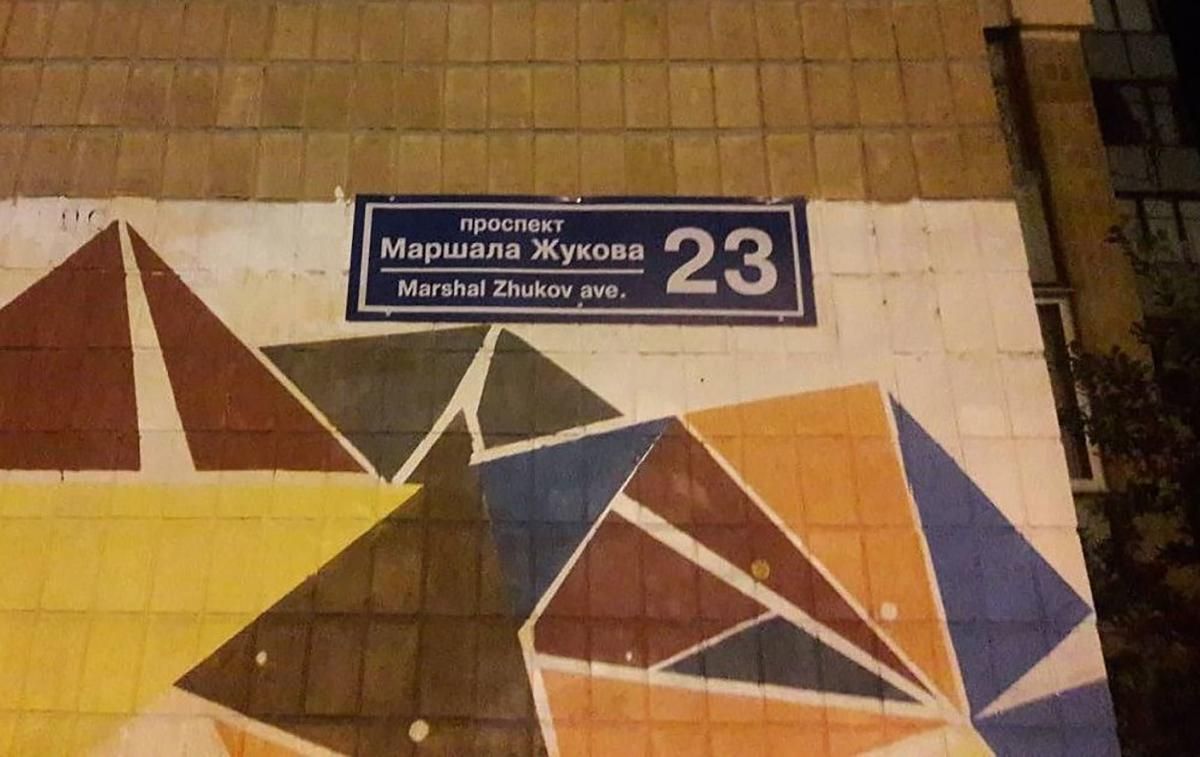 проспект
Маршала Жукова
Marshal Zhukov ave.
23